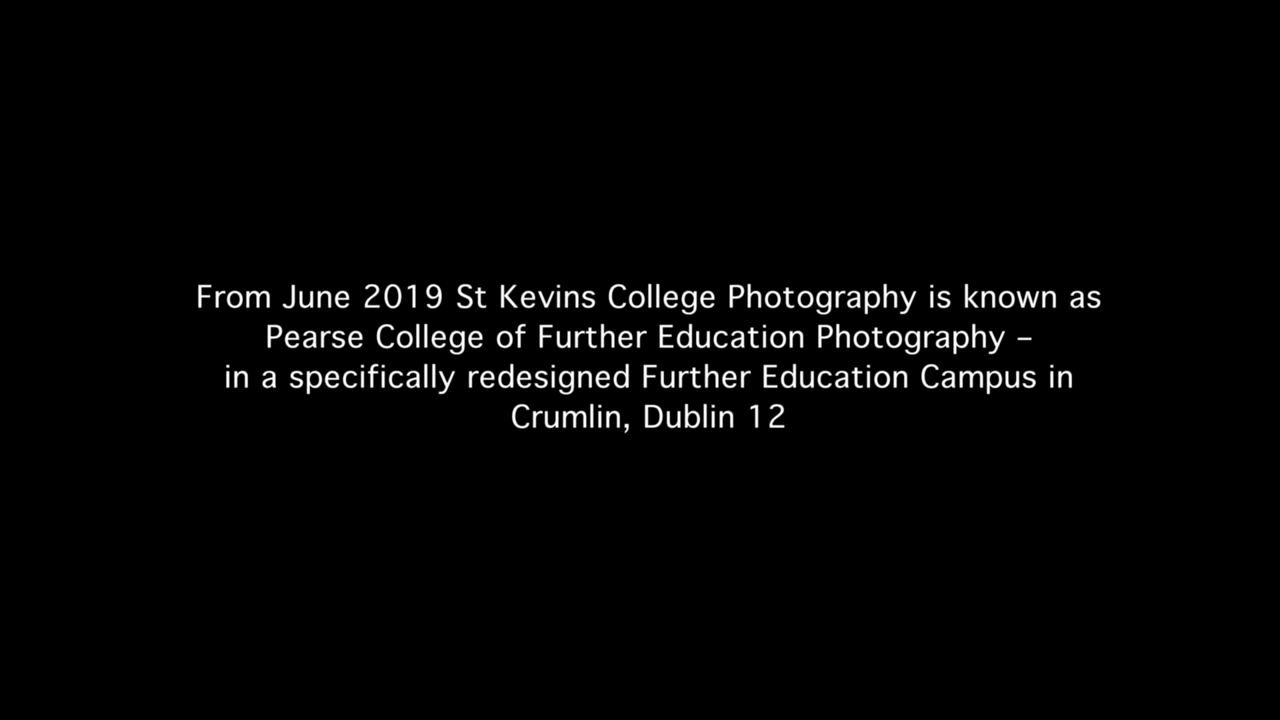 From June 2019 St Kevins College Photography is known as
Pearse College of Further Education Photography –
in a specifically redesigned Further Education Campus in
Crumlin, Dublin 12